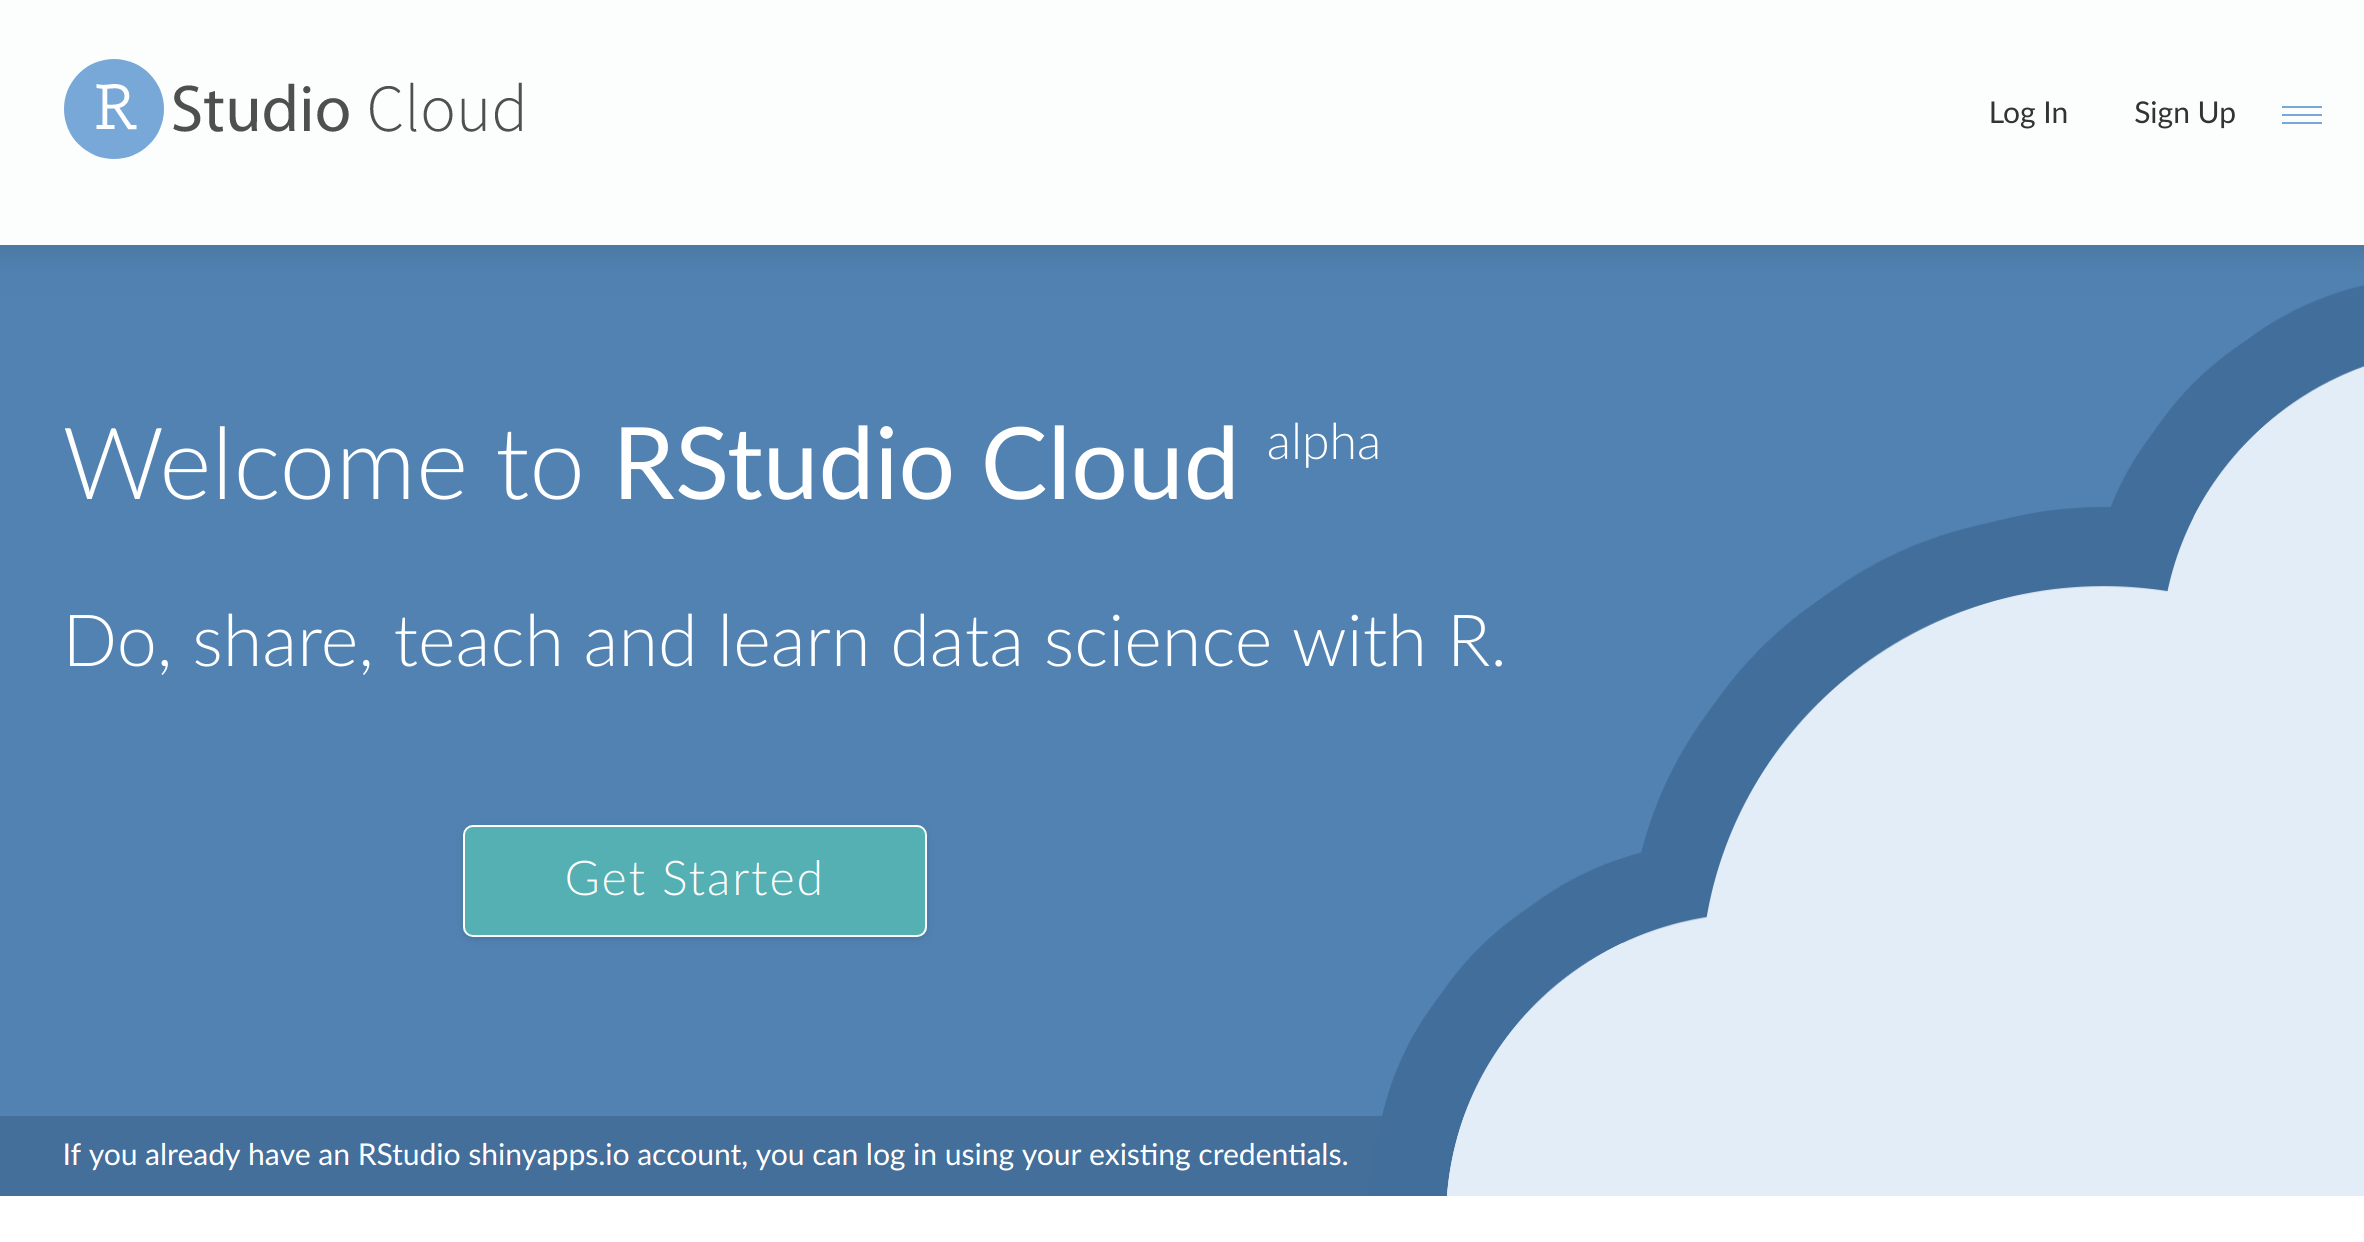 R Studio Cloud
Log In
Sign Up
Welcome to RStudio Cloud alpha
Do, share, teach and learn data science with R.
Get Started
If you already have an RStudio shinyapps.io account, you can log in using your existing credentials.